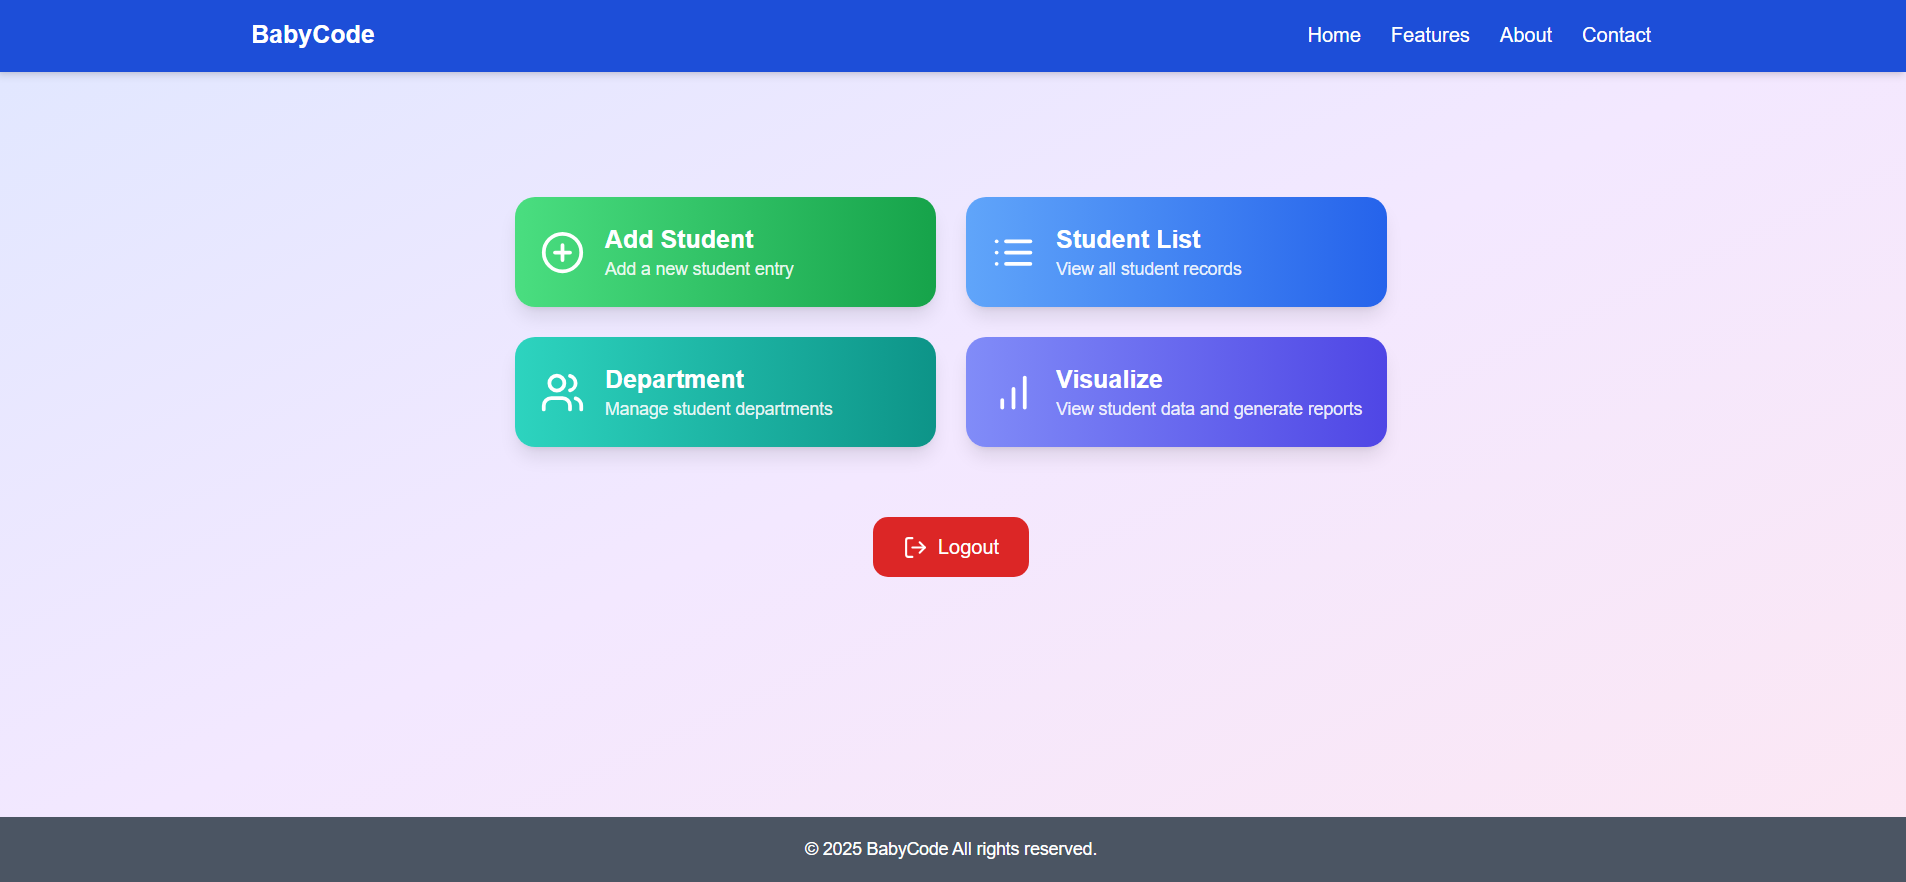 BabyCode
Home Features About Contact
Add Student
Add a new student entry
Student List
View all student records
Department
Manage student departments
Visualize
View student data and generate reports
Logout
© 2025 BabyCode All rights reserved.